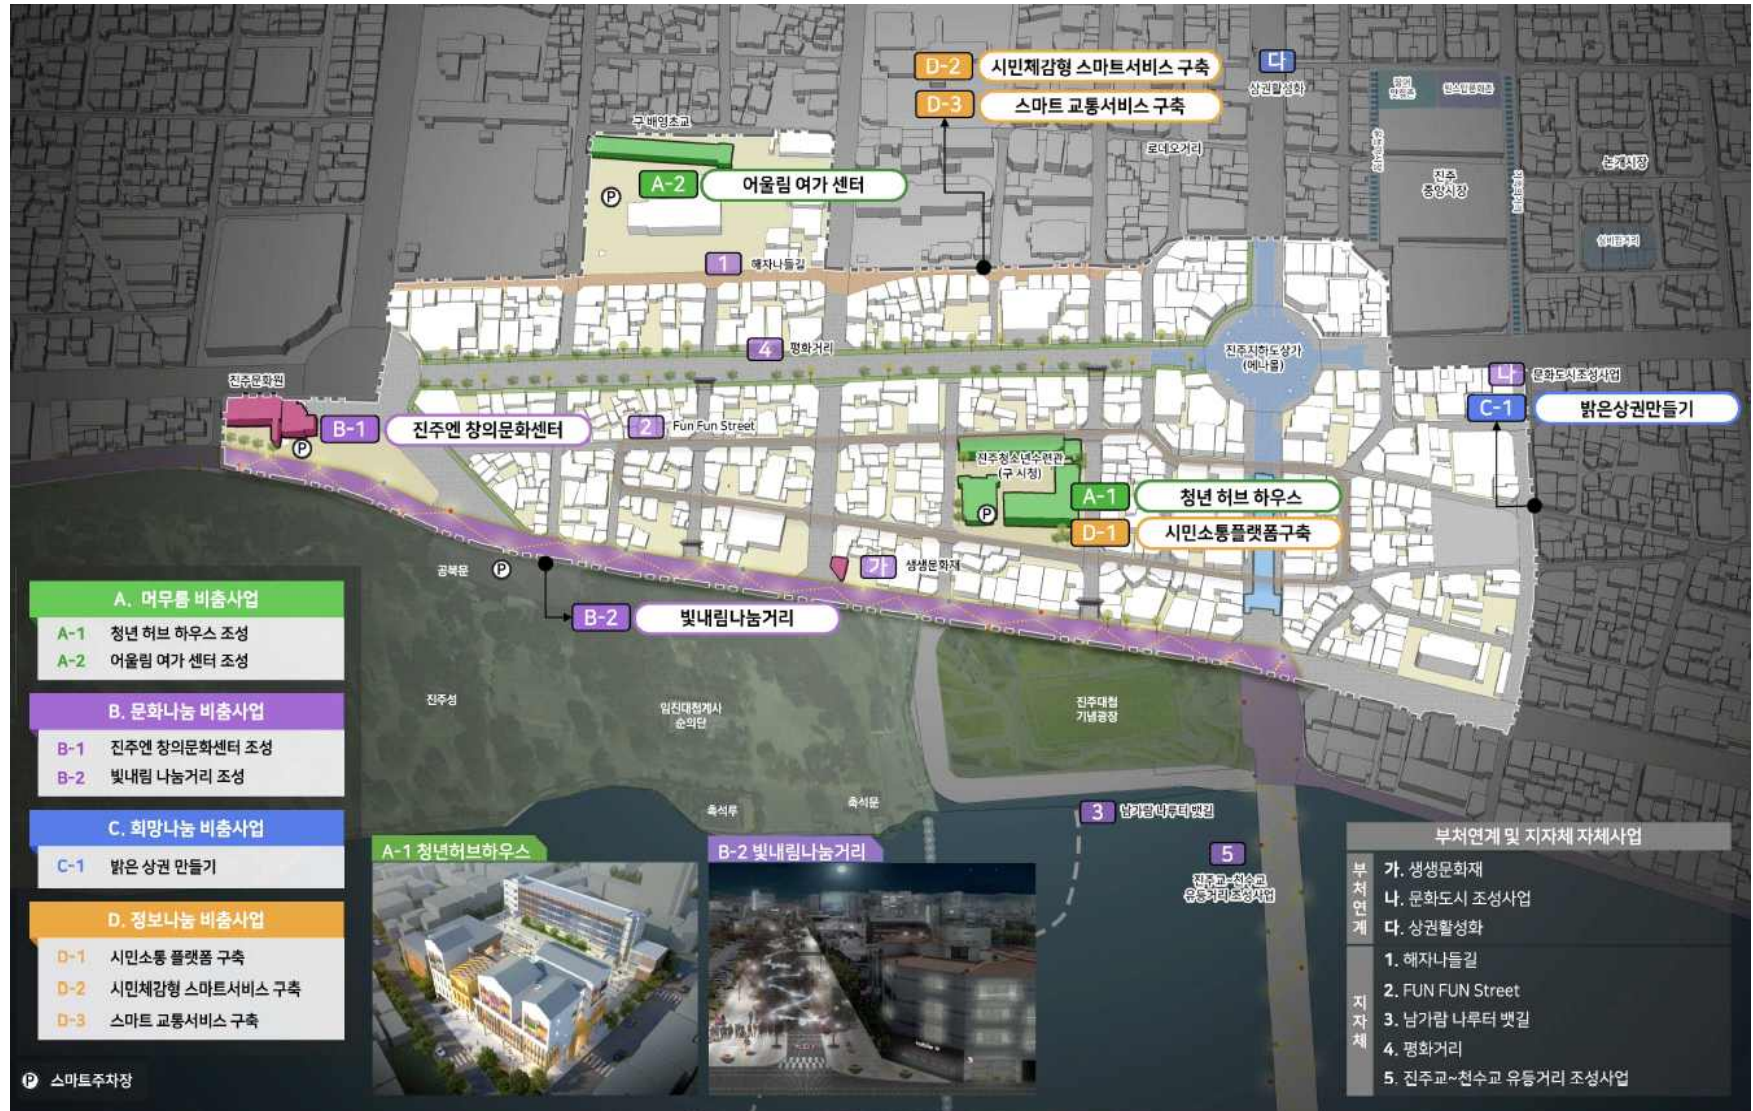 D-2 시민체감형 스마트서비스 구축
D-3 스마트 교통서비스 구축
다
상권활성화
구 배영초교
A-2 어울림 여가 센터
P
로데오거리
진주
중앙시장
논개시장
1 해자나들길
4 평화거리
진주지하도상가
(에나몰)
나 문화도시조성사업
C-1 밝은상권만들기
진주문화원
B-1 진주엔 창의문화센터
P
2 Fun Fun Street
진주청소년수련관
(구 시청)
A-1 청년 허브 하우스
P
D-1 시민소통플랫폼구축
공북문
P
가 생생문화재
B-2 빛내림나눔거리
진주성
임진대첩계사
순의단
진주대첩
기념광장
촉석루
촉석문
3 남가람 나루터 뱃길
5
진주교~천수교
유등거리 조성사업
A. 머무름 비춤사업
A-1 청년 허브 하우스 조성
A-2 어울림 여가 센터 조성
B. 문화나눔 비춤사업
B-1 진주엔 창의문화센터 조성
B-2 빛내림 나눔거리 조성
C. 희망나눔 비춤사업
C-1 밝은 상권 만들기
D. 정보나눔 비춤사업
D-1 시민소통 플랫폼 구축
D-2 시민체감형 스마트서비스 구축
D-3 스마트 교통서비스 구축
P 스마트주차장
A-1 청년허브하우스
B-2 빛내림나눔거리
부처연계 및 지자체 자체사업
부처연계
가. 생생문화재
나. 문화도시 조성사업
다. 상권활성화
지자체
1. 해자나들길
2. FUN FUN Street
3. 남가람 나루터 뱃길
4. 평화거리
5. 진주교~천수교 유등거리 조성사업